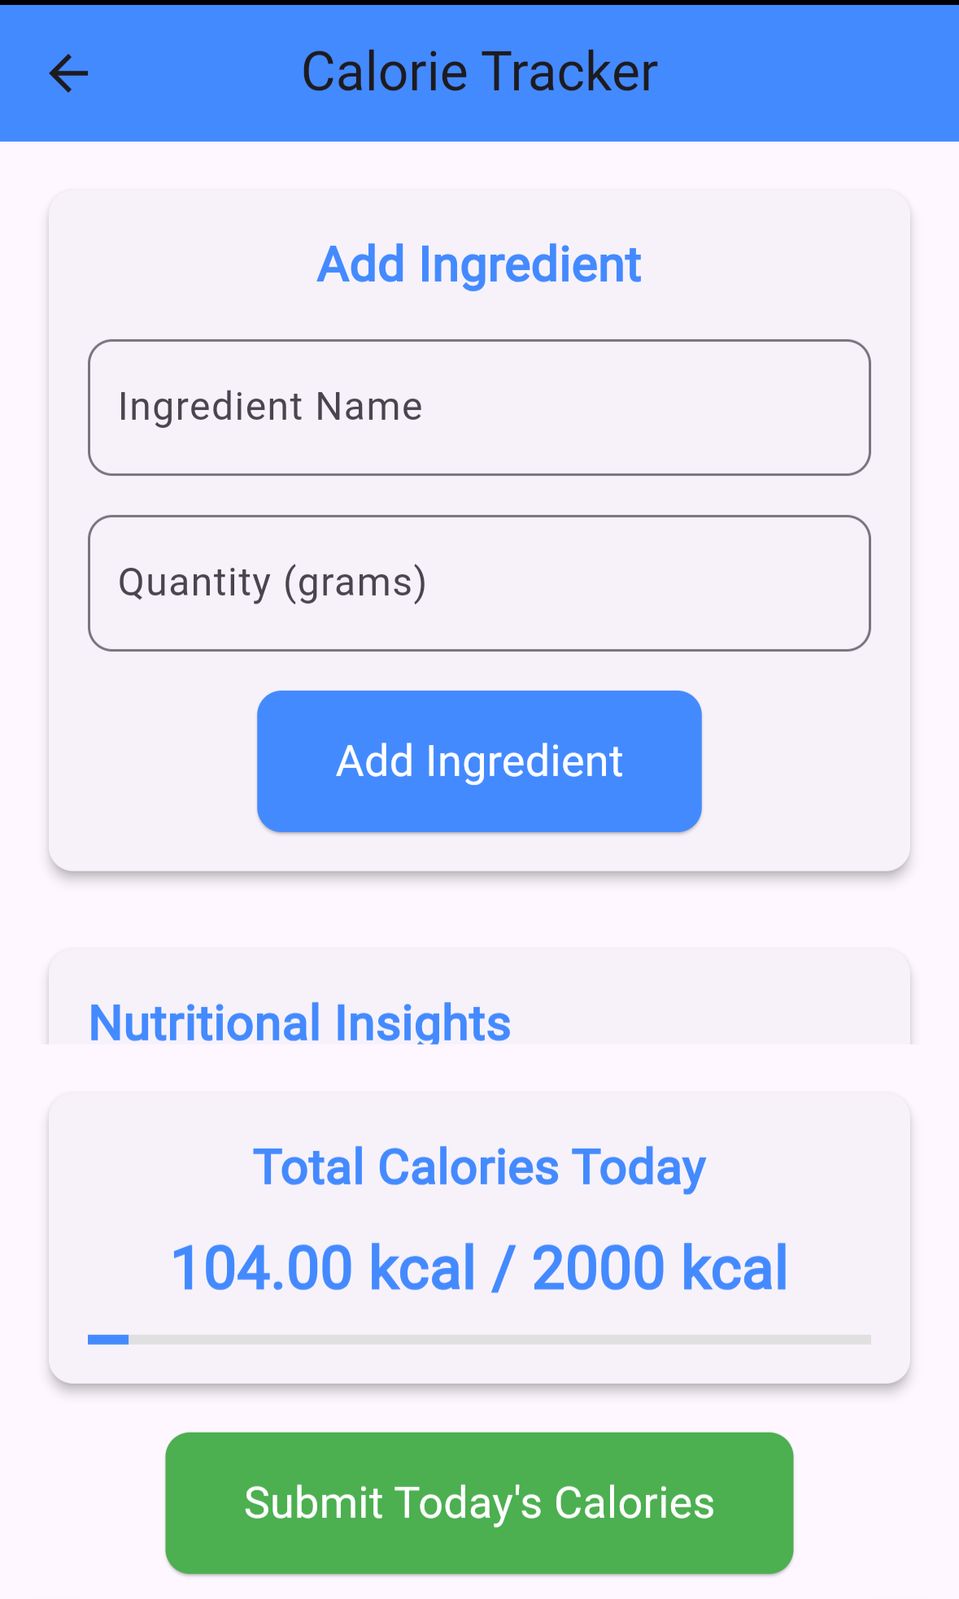 Calorie Tracker
Add Ingredient
Ingredient Name
Quantity (grams)
Add Ingredient
Nutritional Insights
Total Calories Today
104.00 kcal / 2000 kcal
Submit Today's Calories